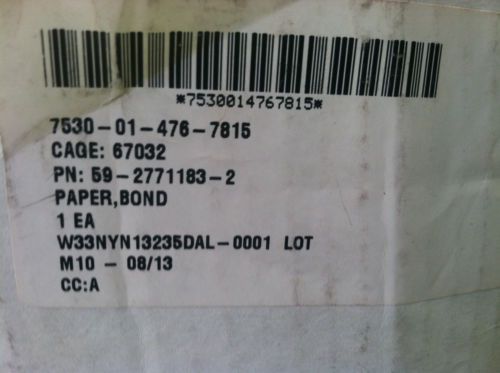 *7530014767815*
7530-01-476-7815
CAGE: 67032
PN: 59-2771183-2
PAPER,BOND
1 EA
W33NYN13235DAL-0001 LOT
M10 - 08/13
CC:A